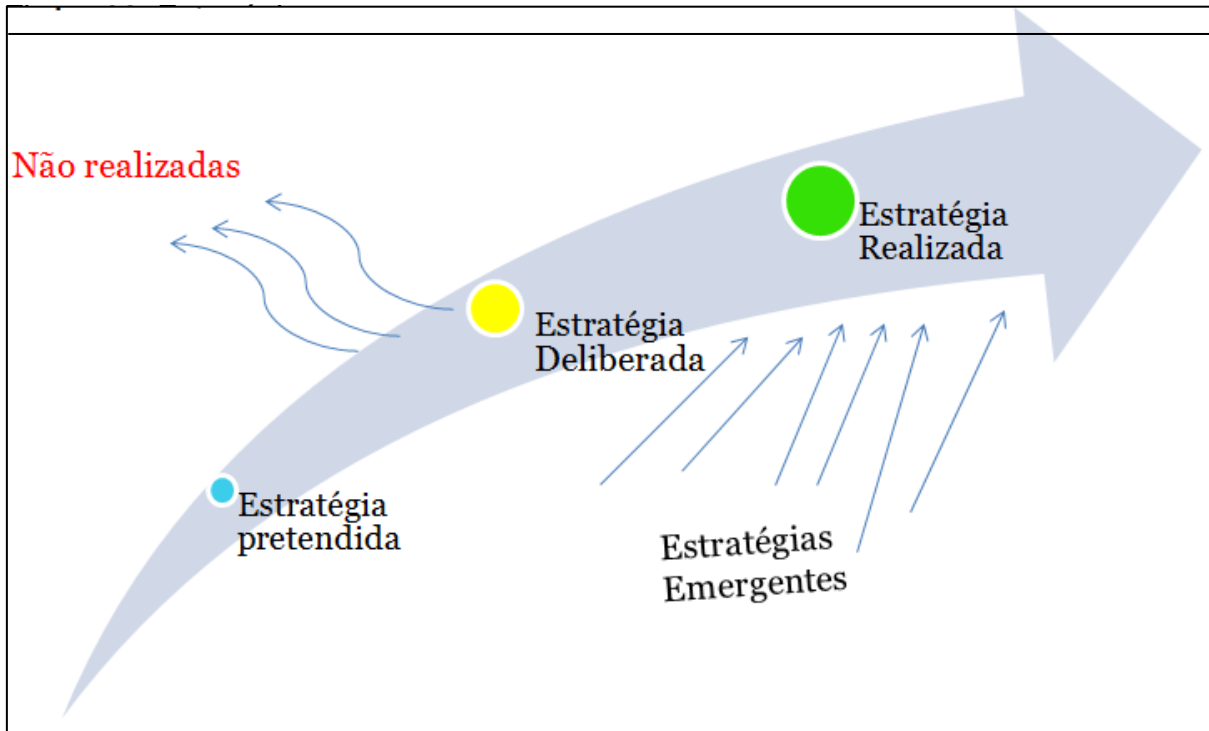 Não realizadas
Estratégia
Realizada
Estratégia
Deliberada
Estratégia
pretendida
Estratégias
Emergentes